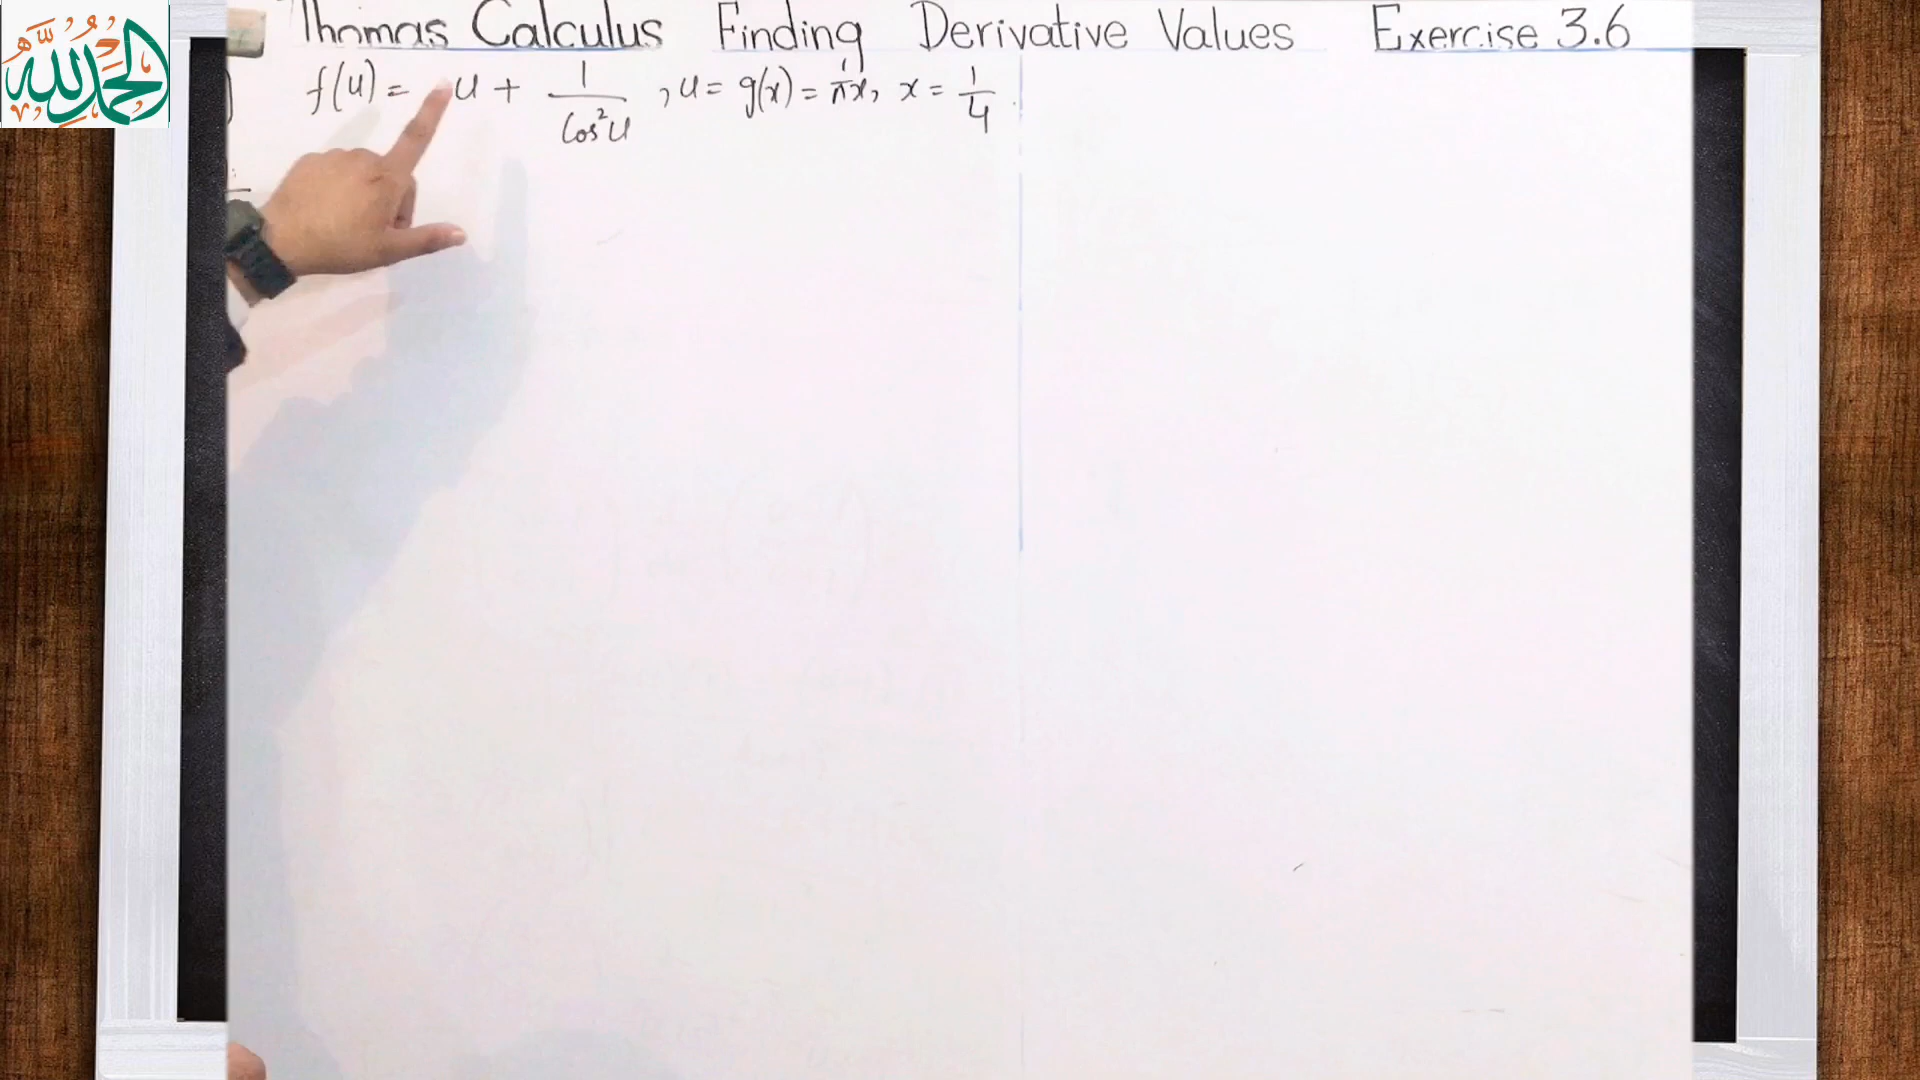 الحمد لله
Thomas Calculus Finding Derivative Values Exercise 3.6
) f(u) = u + 1/cos²u , u = g(x) = πx, x = 1/4